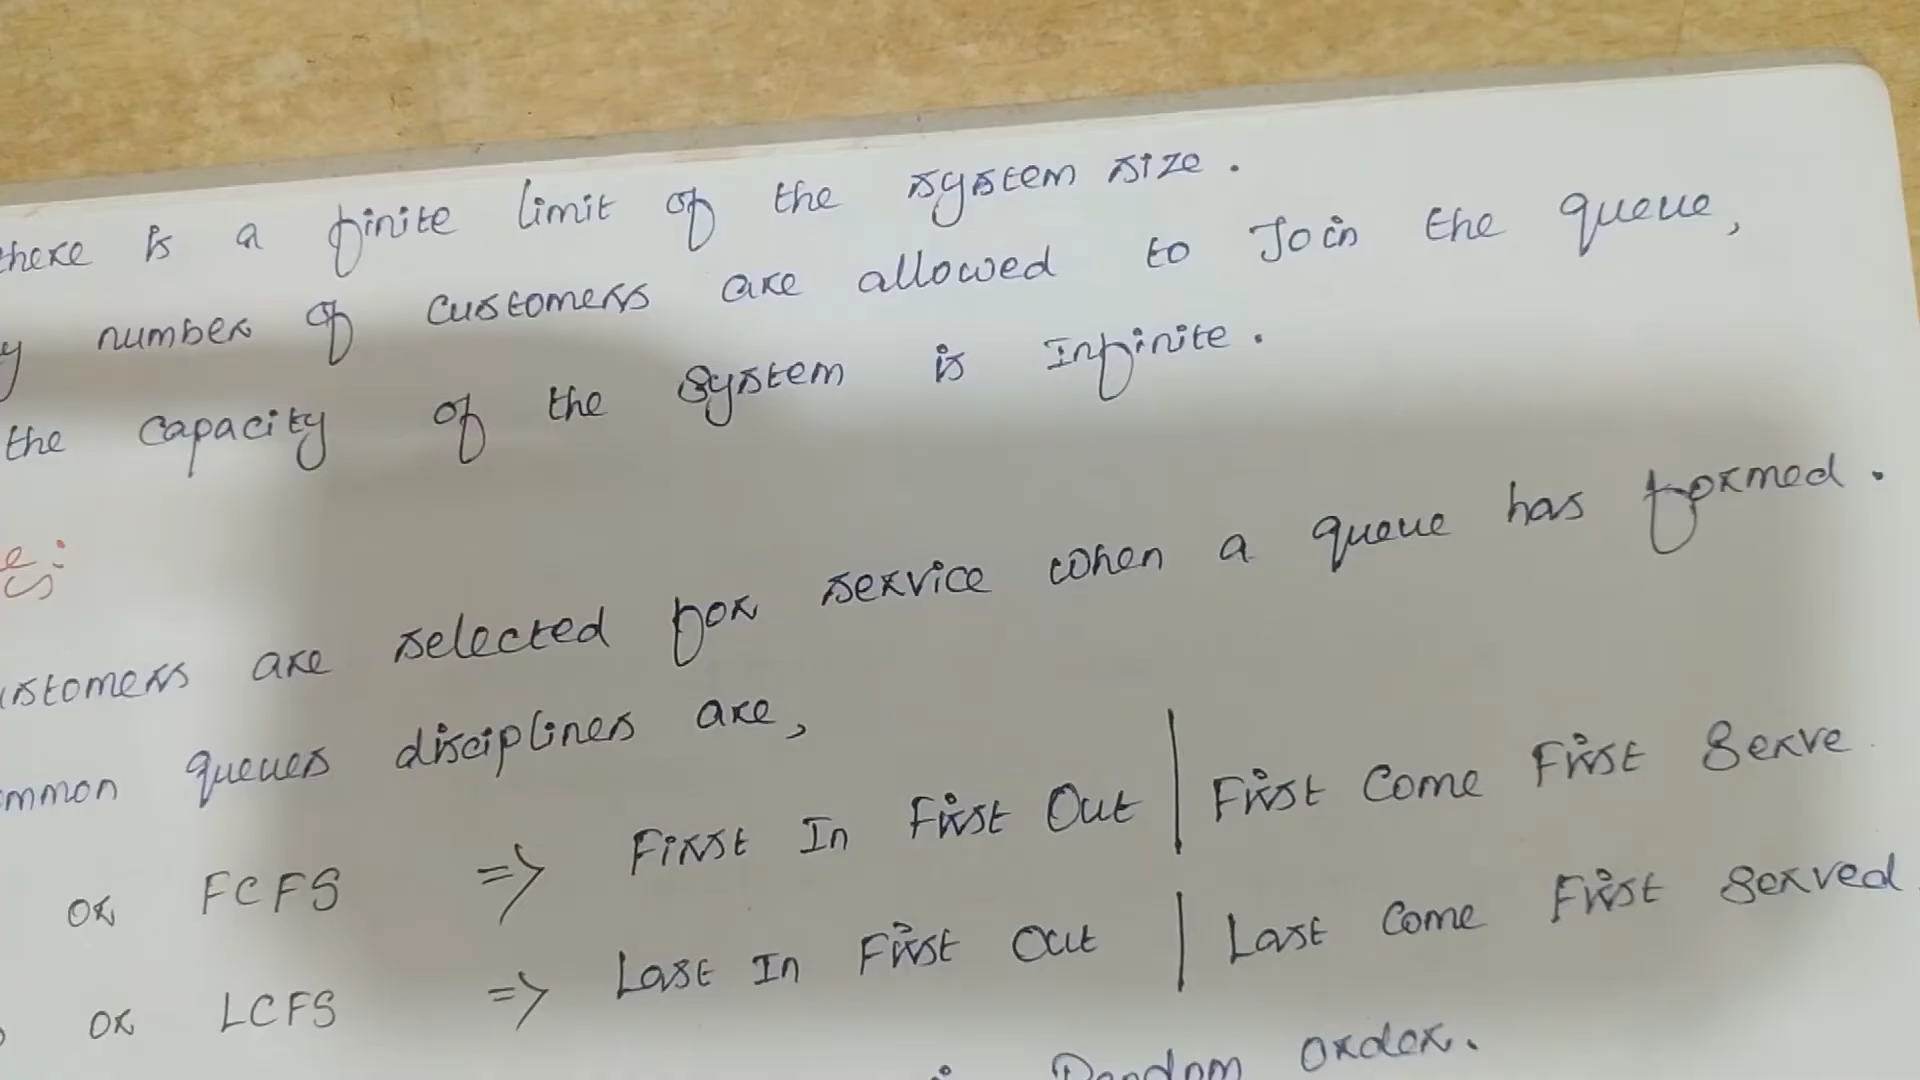 there is a finite limit of the system size.
number of customers are allowed to Join the queue,
the capacity of the System is Infinite.
customers are selected for service when a queue has formed.
common queues disciplines are,
or FCFS => First In First Out | First Come First Serve
or LCFS => Last In First Out | Last Come First Served
Random Order.